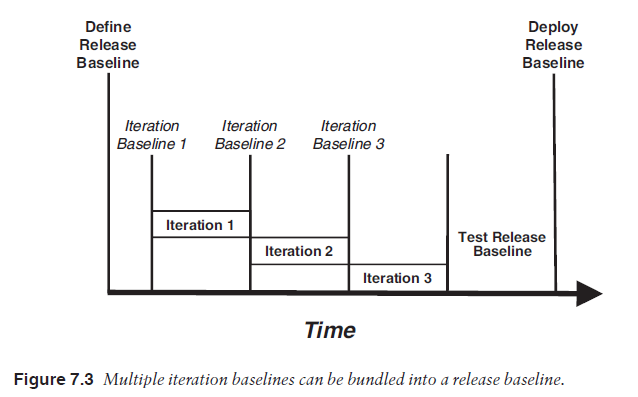 Define
Release
Baseline
Deploy
Release
Baseline
Iteration
Baseline 1
Iteration
Baseline 2
Iteration
Baseline 3
Iteration 1
Iteration 2
Iteration 3
Test Release
Baseline
Time
Figure 7.3 Multiple iteration baselines can be bundled into a release baseline.